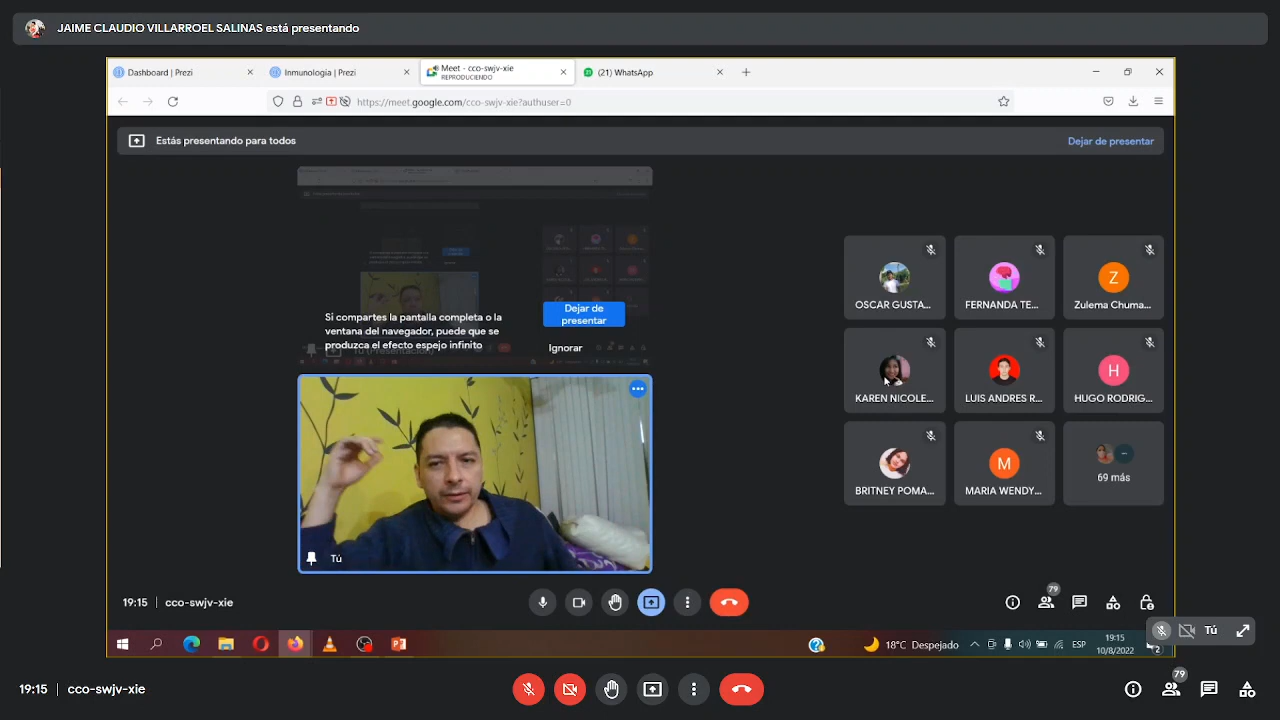 JAIME CLAUDIO VILLARROEL SALINAS está presentando
Dashboard | Prezi
Inmunologia | Prezi
Meet - cco-swjv-xie
REPRODUCIENDO
(21) WhatsApp
https://meet.google.com/cco-swjv-xie?authuser=0
Estás presentando para todos
Dejar de presentar
Si compartes la pantalla completa o la
ventana del navegador, puede que se
produzca el efecto espejo infinito
Dejar de
presentar
Ignorar
Tú (Presentación)
OSCAR GUSTA...
FERNANDA TE...
Zulema Chuma...
KAREN NICOLE...
LUIS ANDRES R...
H
HUGO RODRIG...
Z
BRITNEY POMA...
M
MARIA WENDY...
69 más
Tú
19:15
cco-swjv-xie
79
18°C Despejado
ESP
19:15
10/8/2022
2
Tú
19:15
cco-swjv-xie
79